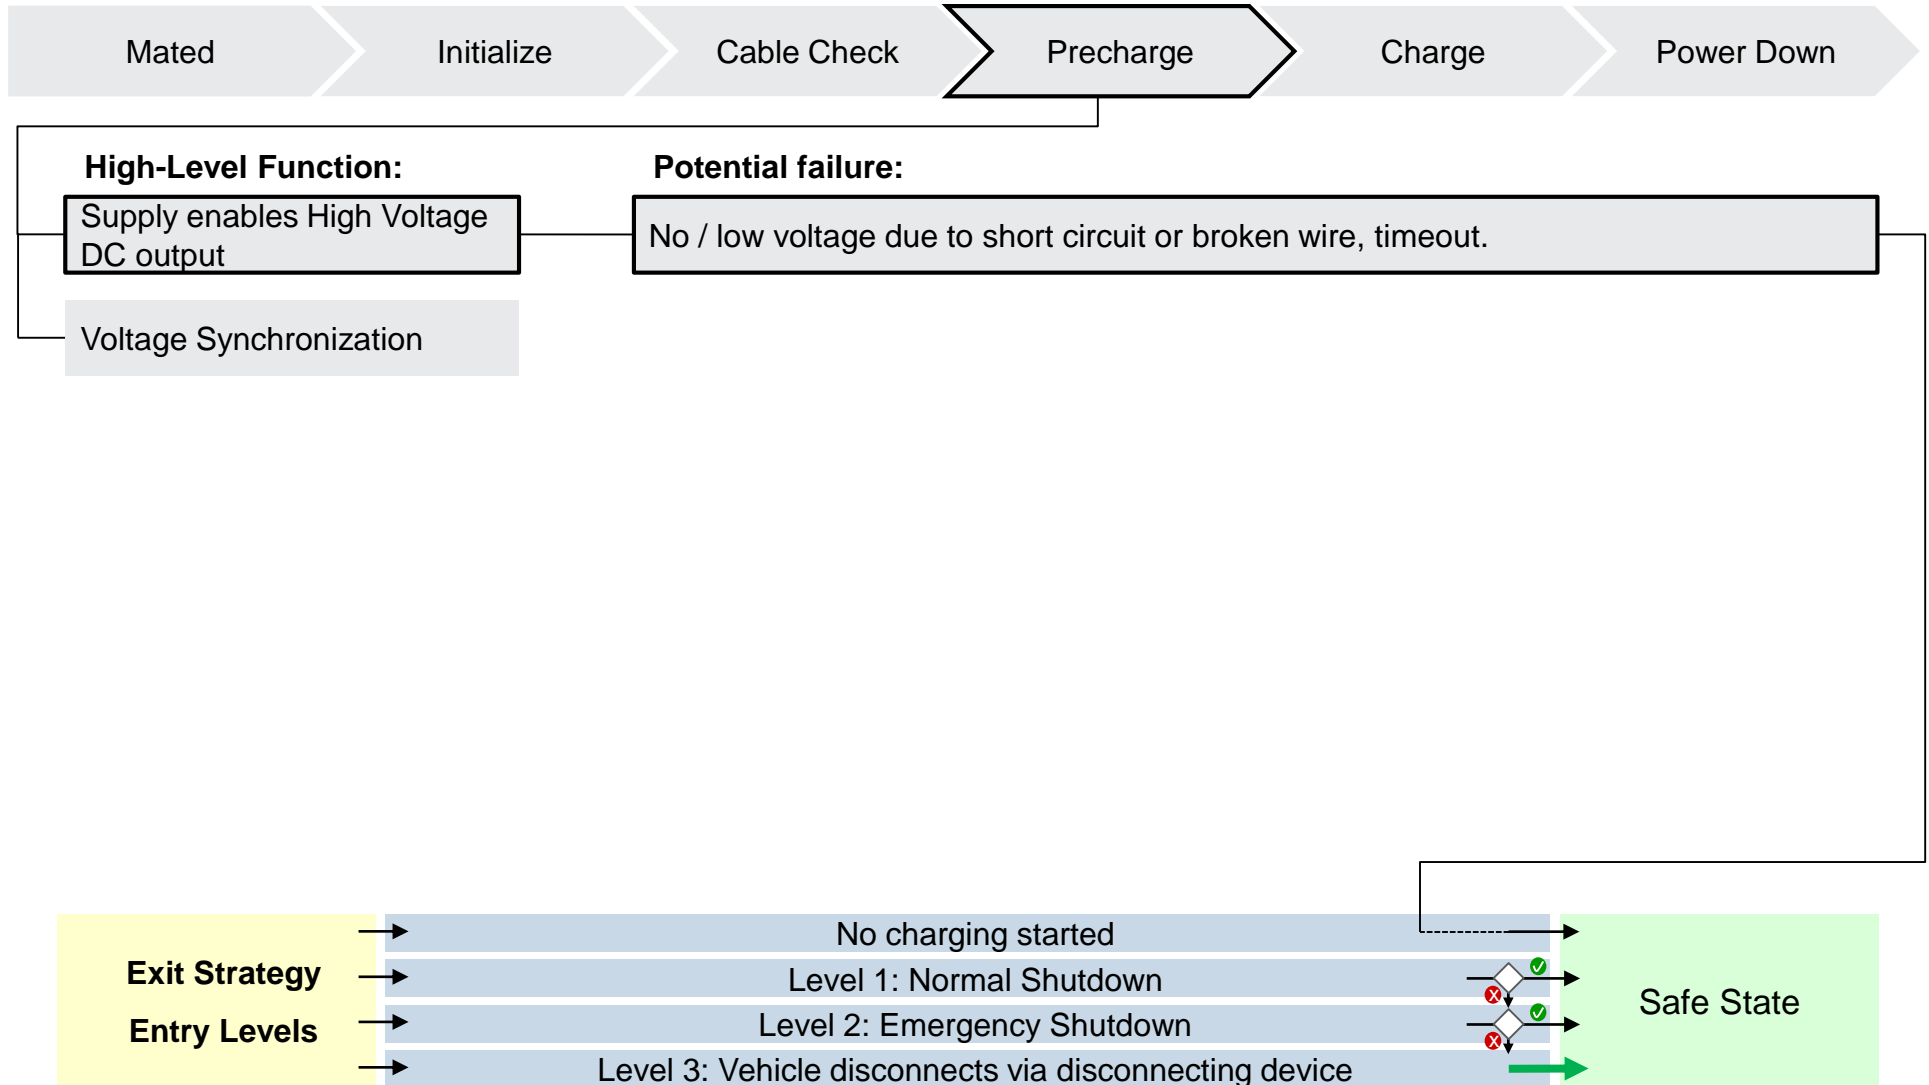 Mated
Initialize
Cable Check
Precharge
Charge
Power Down
High-Level Function:
Potential failure:
Supply enables High Voltage
DC output
No / low voltage due to short circuit or broken wire, timeout.
Voltage Synchronization
Exit Strategy
Entry Levels
No charging started
Level 1: Normal Shutdown
Level 2: Emergency Shutdown
Level 3: Vehicle disconnects via disconnecting device
Safe State